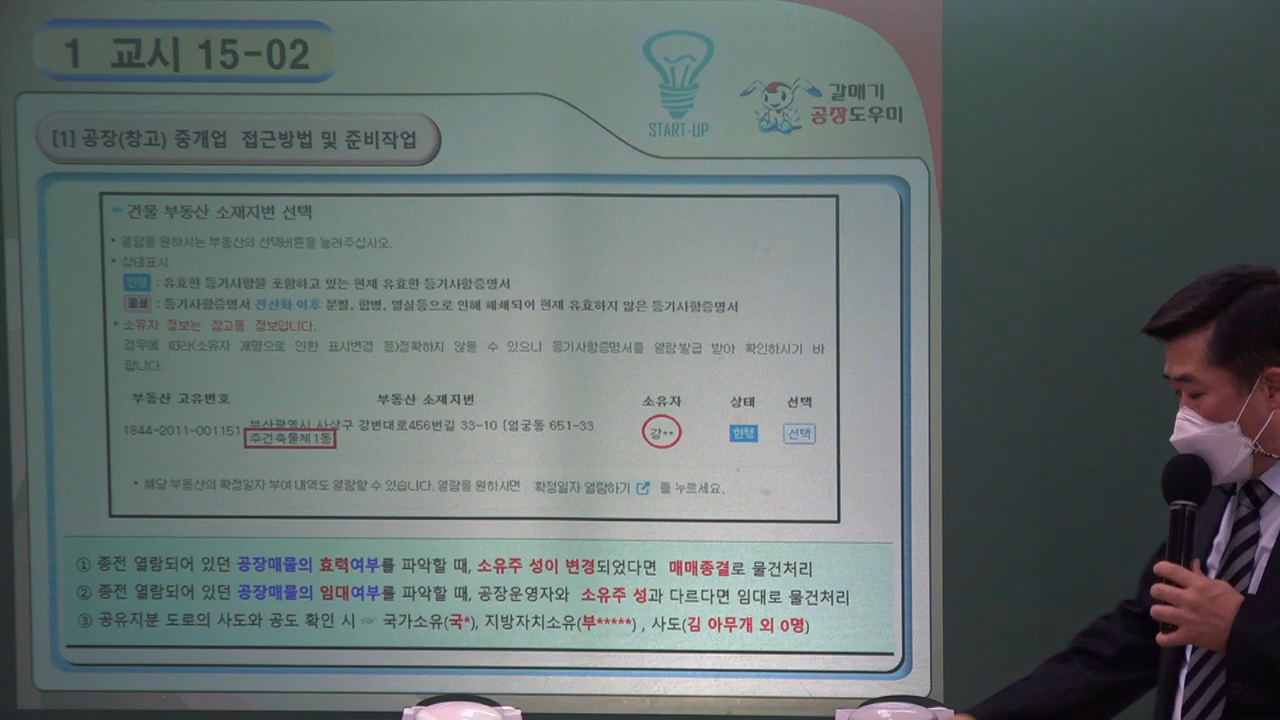 1 교시 15-02
START-UP
갈매기
공장도우미
[1] 공장(창고) 중개업 접근방법 및 준비작업
건물 부동산 소재지번 선택
* 열람을 원하시는 부동산의 선택버튼을 눌러주십시오.
* 상태표시
현행 : 유효한 등기사항을 포함하고 있는 현재 유효한 등기사항증명서
폐쇄 : 등기사항증명서 전산화 이후 분별, 합병, 멸실등으로 인해 폐쇄되어 현재 유효하지 않은 등기사항증명서
* 소유자 정보는 참고용 정보입니다.
경우에 따라(소유자 개명으로 인한 표시변경 등)정확하지 않을 수 있으니 등기사항증명서를 열람·발급 받아 확인하시기 바
랍니다.
부동산 고유번호 부동산 소재지번 소유자 상태 선택
1844-2011-001151 부산광역시 사상구 강변대로456번길 33-10 [엄궁동 651-33 강** 현행 선택
주건축물제1동
* 해당 부동산의 확정일자 부여 내역도 열람할 수 있습니다. 열람을 원하시면 확정일자 열람하기 를 누르세요.
① 종전 열람되어 있던 공장매물의 효력여부를 파악할 때, 소유주 성이 변경되었다면 매매종결로 물건처리
② 종전 열람되어 있던 공장매물의 임대여부를 파악할 때, 공장운영자와 소유주 성과 다르다면 임대로 물건처리
③ 공유지분 도로의 사도와 공도 확인 시 ☞ 국가소유(국*), 지방자치소유(부*****) , 사도(김 아무개 외 0명)